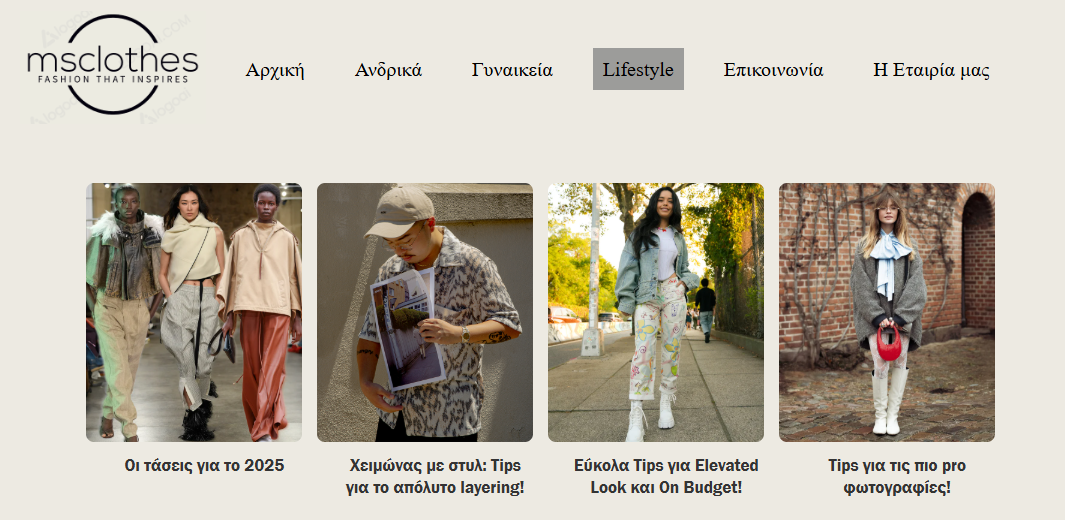 msclothes
FASHION THAT INSPIRES
Αρχική
Ανδρικά
Γυναικεία
Lifestyle
Επικοινωνία
Η Εταιρία μας
Οι τάσεις για το 2025
Χειμώνας με στυλ: Tips
για το απόλυτο layering!
Εύκολα Tips για Elevated
Look και On Budget!
Tips για τις πιο pro
φωτογραφίες!